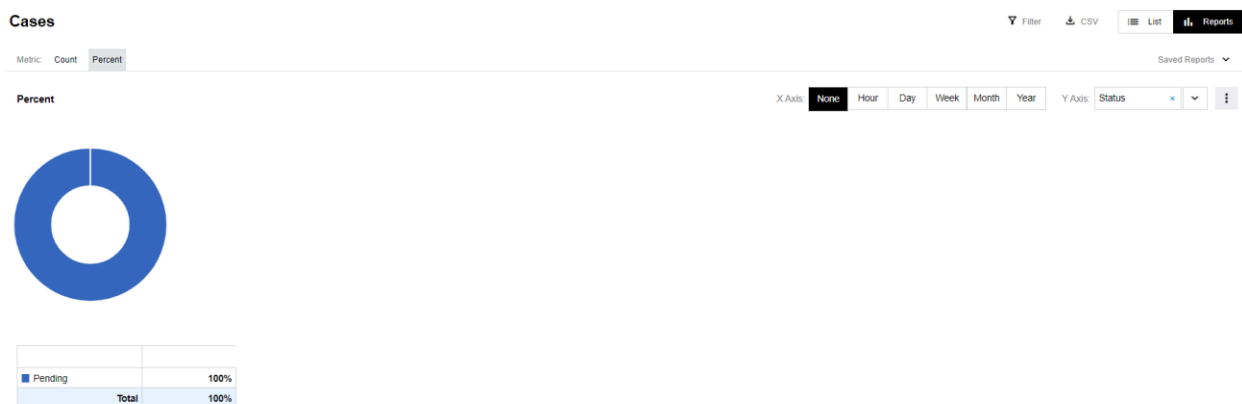 Cases
Filter CSV List Reports
Metric: Count Percent
Saved Reports
Percent
X Axis: None Hour Day Week Month Year Y Axis: Status ×
Pending 100%
Total 100%